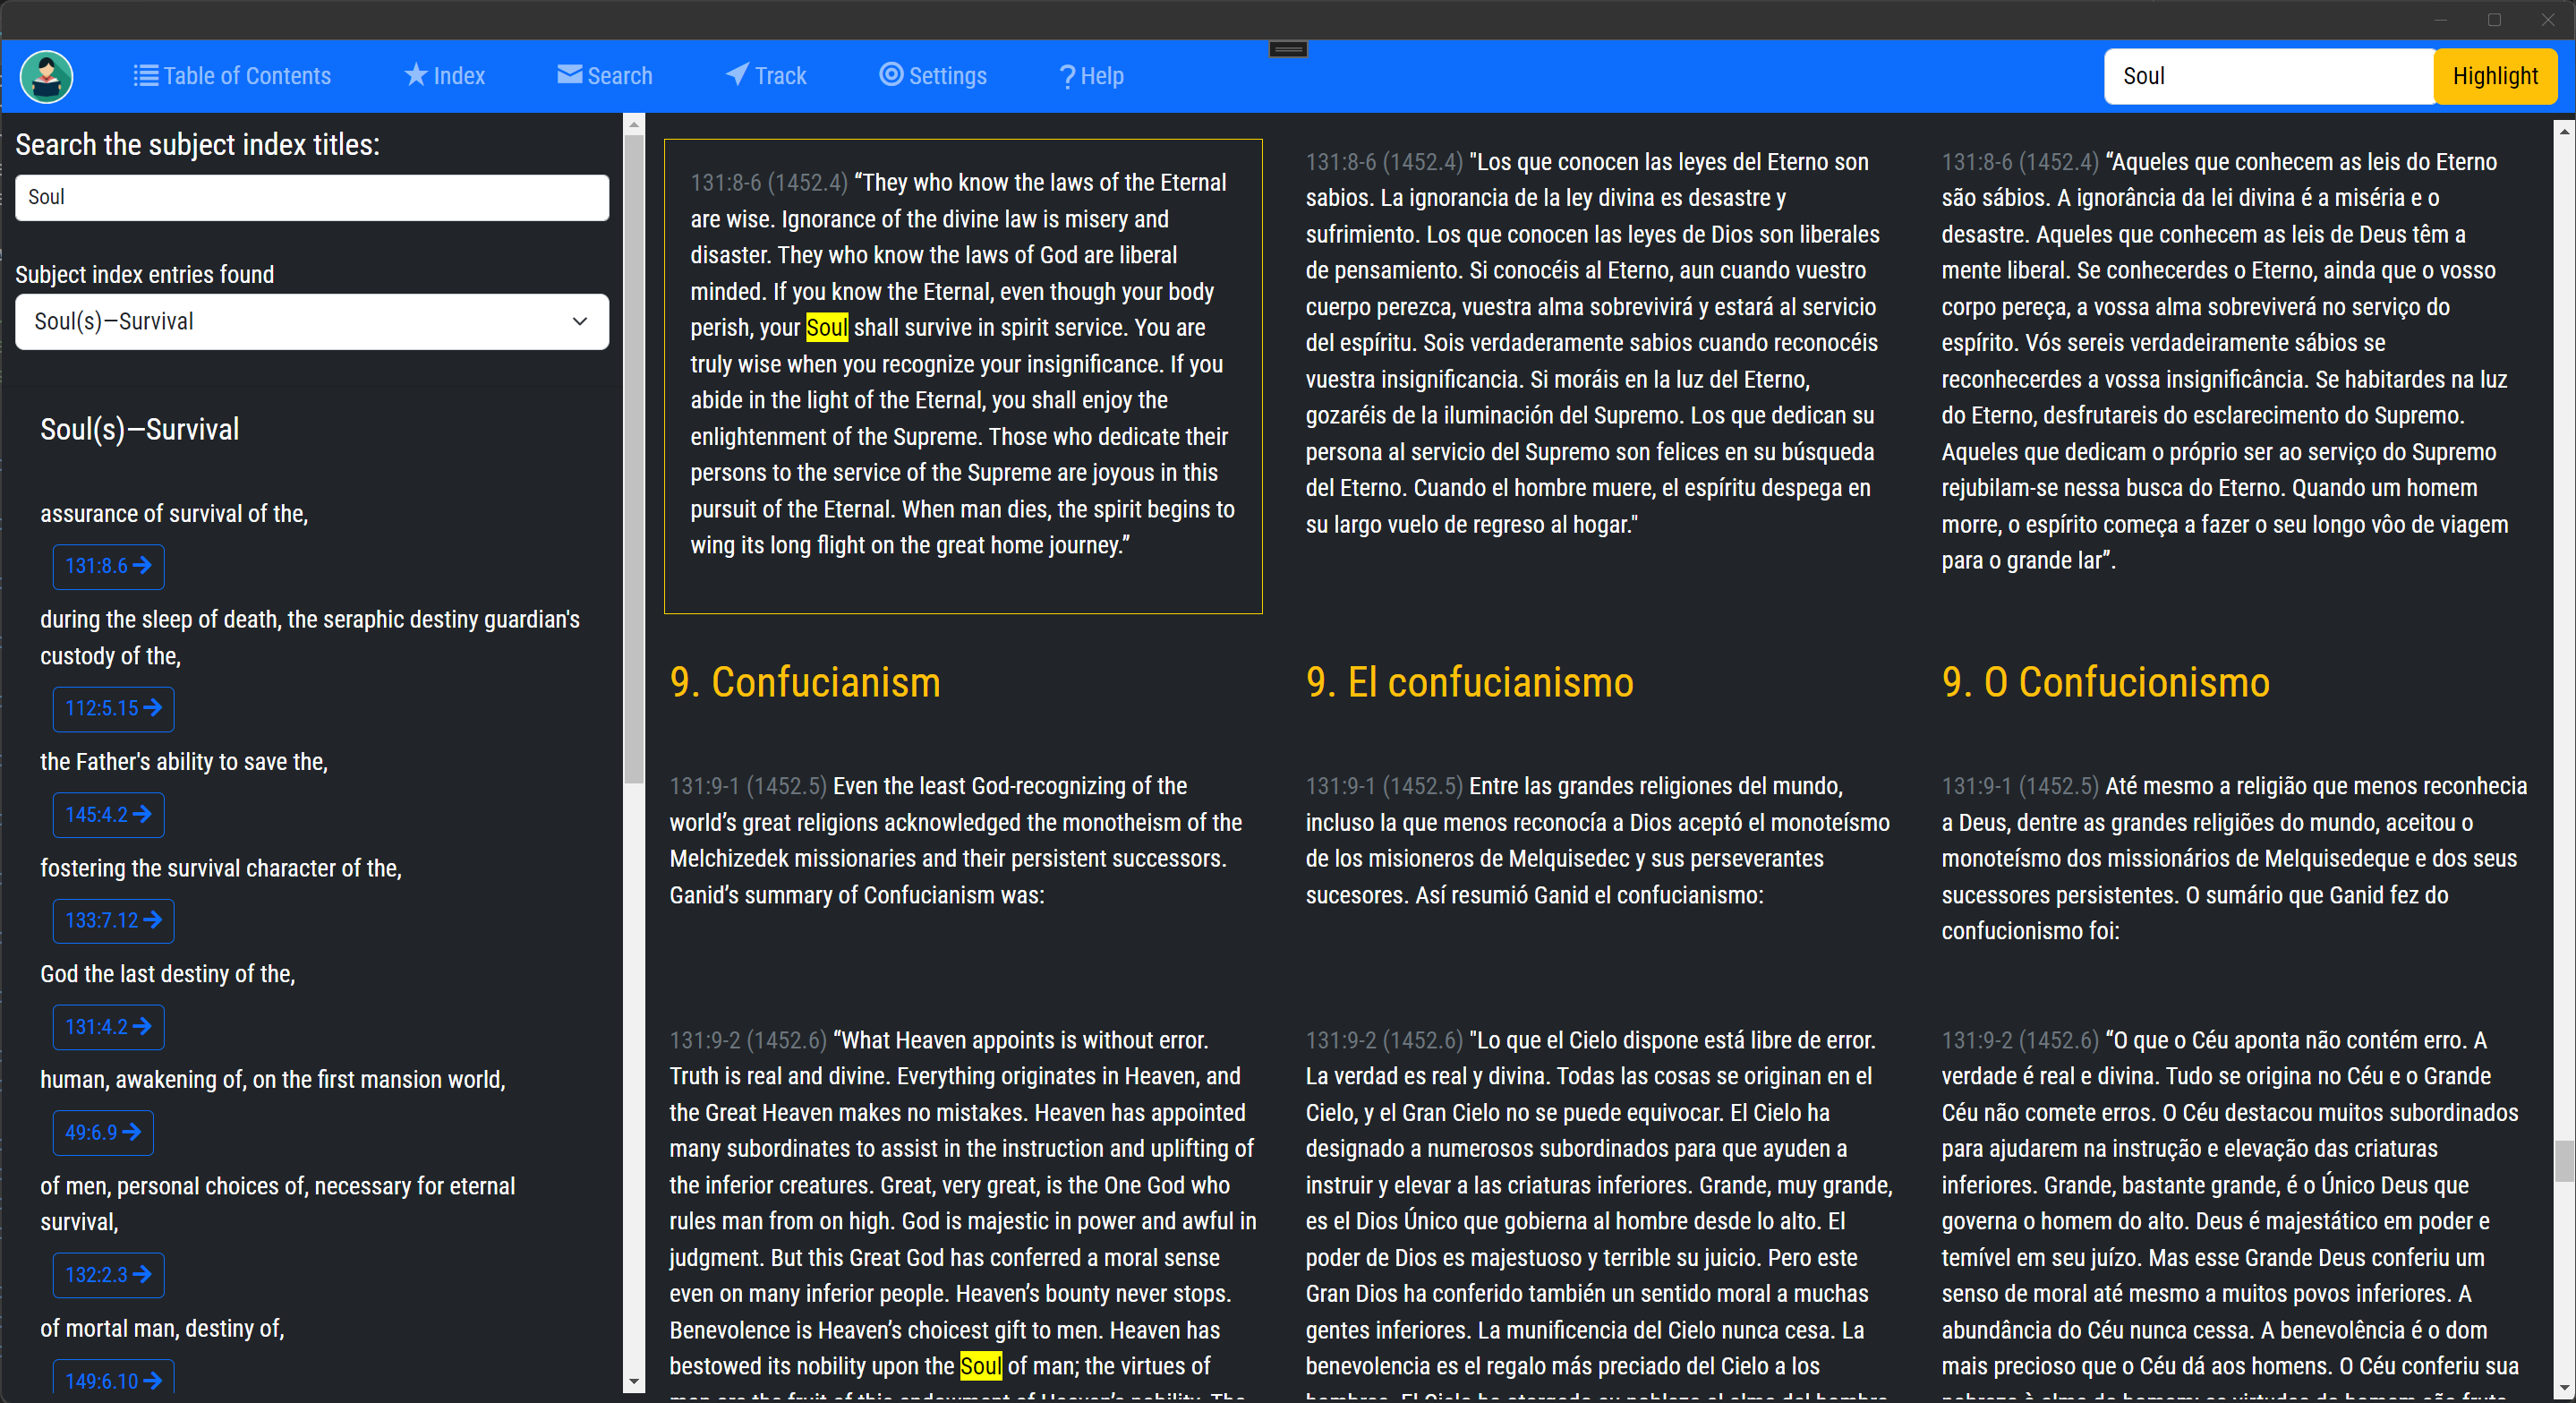 Table of Contents
Index
Search
Track
Settings
Help
Soul
Highlight
Search the subject index titles:
Soul
Subject index entries found
Soul(s)—Survival
Soul(s)—Survival
assurance of survival of the,
131:8.6
during the sleep of death, the seraphic destiny guardian's
custody of the,
112:5.15
the Father's ability to save the,
145:4.2
fostering the survival character of the,
133:7.12
God the last destiny of the,
131:4.2
human, awakening of, on the first mansion world,
49:6.9
of men, personal choices of, necessary for eternal
survival,
132:2.3
of mortal man, destiny of,
149:6.10
131:8-6 (1452.4) “They who know the laws of the Eternal
are wise. Ignorance of the divine law is misery and
disaster. They who know the laws of God are liberal
minded. If you know the Eternal, even though your body
perish, your Soul shall survive in spirit service. You are
truly wise when you recognize your insignificance. If you
abide in the light of the Eternal, you shall enjoy the
enlightenment of the Supreme. Those who dedicate their
persons to the service of the Supreme are joyous in this
pursuit of the Eternal. When man dies, the spirit begins to
wing its long flight on the great home journey.”
9. Confucianism
131:9-1 (1452.5) Even the least God-recognizing of the
world’s great religions acknowledged the monotheism of the
Melchizedek missionaries and their persistent successors.
Ganid’s summary of Confucianism was:
131:9-2 (1452.6) “What Heaven appoints is without error.
Truth is real and divine. Everything originates in Heaven, and
the Great Heaven makes no mistakes. Heaven has appointed
many subordinates to assist in the instruction and uplifting of
the inferior creatures. Great, very great, is the One God who
rules man from on high. God is majestic in power and awful in
judgment. But this Great God has conferred a moral sense
even on many inferior people. Heaven’s bounty never stops.
Benevolence is Heaven’s choicest gift to men. Heaven has
bestowed its nobility upon the Soul of man; the virtues of
131:8-6 (1452.4) "Los que conocen las leyes del Eterno son
sabios. La ignorancia de la ley divina es desastre y
sufrimiento. Los que conocen las leyes de Dios son liberales
de pensamiento. Si conocéis al Eterno, aun cuando vuestro
cuerpo perezca, vuestra alma sobrevivirá y estará al servicio
del espíritu. Sois verdaderamente sabios cuando reconocéis
vuestra insignificancia. Si moráis en la luz del Eterno,
gozaréis de la iluminación del Supremo. Los que dedican su
persona al servicio del Supremo son felices en su búsqueda
del Eterno. Cuando el hombre muere, el espíritu despega en
su largo vuelo de regreso al hogar."
9. El confucianismo
131:9-1 (1452.5) Entre las grandes religiones del mundo,
incluso la que menos reconocía a Dios aceptó el monoteísmo
de los misioneros de Melquisedec y sus perseverantes
sucesores. Así resumió Ganid el confucianismo:
131:9-2 (1452.6) "Lo que el Cielo dispone está libre de error.
La verdad es real y divina. Todas las cosas se originan en el
Cielo, y el Gran Cielo no se puede equivocar. El Cielo ha
designado a numerosos subordinados para que ayuden a
instruir y elevar a las criaturas inferiores. Grande, muy grande,
es el Dios Único que gobierna al hombre desde lo alto. El
poder de Dios es majestuoso y terrible su juicio. Pero este
Gran Dios ha conferido también un sentido moral a muchas
gentes inferiores. La munificencia del Cielo nunca cesa. La
benevolencia es el regalo más preciado del Cielo a los
131:8-6 (1452.4) “Aqueles que conhecem as leis do Eterno
são sábios. A ignorância da lei divina é a miséria e o
desastre. Aqueles que conhecem as leis de Deus têm a
mente liberal. Se conhecerdes o Eterno, ainda que o vosso
corpo pereça, a vossa alma sobreviverá no serviço do
espírito. Vós sereis verdadeiramente sábios se
reconhecerdes a vossa insignificância. Se habitardes na luz
do Eterno, desfrutareis do esclarecimento do Supremo.
Aqueles que dedicam o próprio ser ao serviço do Supremo
rejubilam-se nessa busca do Eterno. Quando um homem
morre, o espírito começa a fazer o seu longo vôo de viagem
para o grande lar”.
9. O Confucionismo
131:9-1 (1452.5) Até mesmo a religião que menos reconhecia
a Deus, dentre as grandes religiões do mundo, aceitou o
monoteísmo dos missionários de Melquisedeque e dos seus
sucessores persistentes. O sumário que Ganid fez do
confucionismo foi:
131:9-2 (1452.6) “O que o Céu aponta não contém erro. A
verdade é real e divina. Tudo se origina no Céu e o Grande
Céu não comete erros. O Céu destacou muitos subordinados
para ajudarem na instrução e elevação das criaturas
inferiores. Grande, bastante grande, é o Único Deus que
governa o homem do alto. Deus é majestático em poder e
temível em seu juízo. Mas esse Grande Deus conferiu um
senso de moral até mesmo a muitos povos inferiores. A
abundância do Céu nunca cessa. A benevolência é o dom
mais precioso que o Céu dá aos homens. O Céu conferiu sua